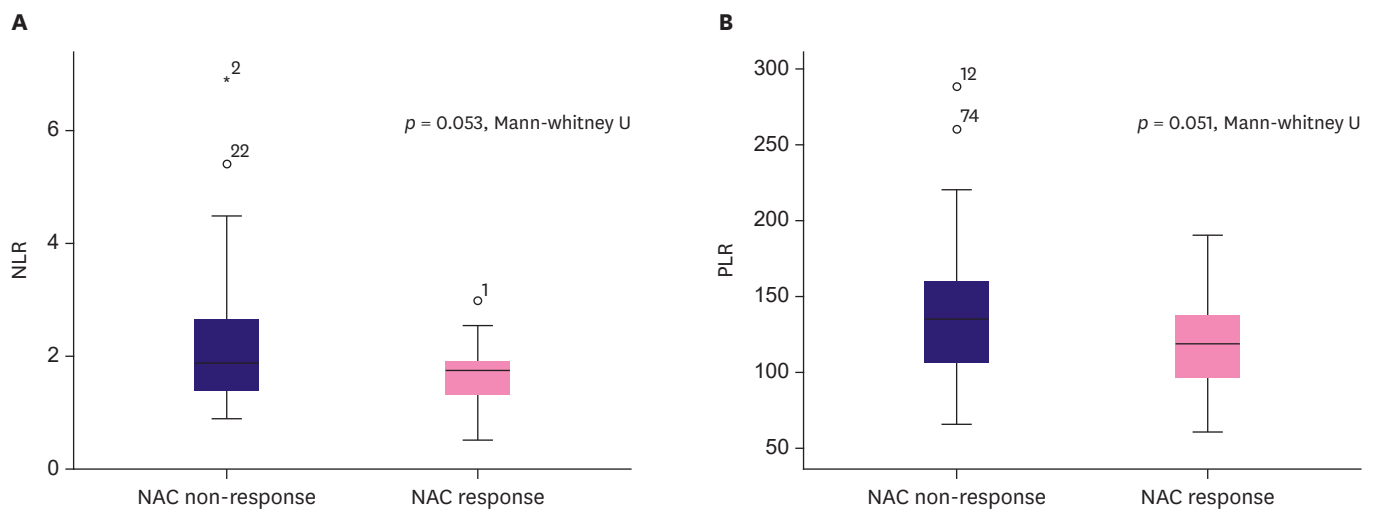 A
NLR
6
4
2
0
*2
22
1
p = 0.053, Mann-whitney U
NAC non-response
NAC response
B
PLR
300
250
200
150
100
50
12
74
p = 0.051, Mann-whitney U
NAC non-response
NAC response